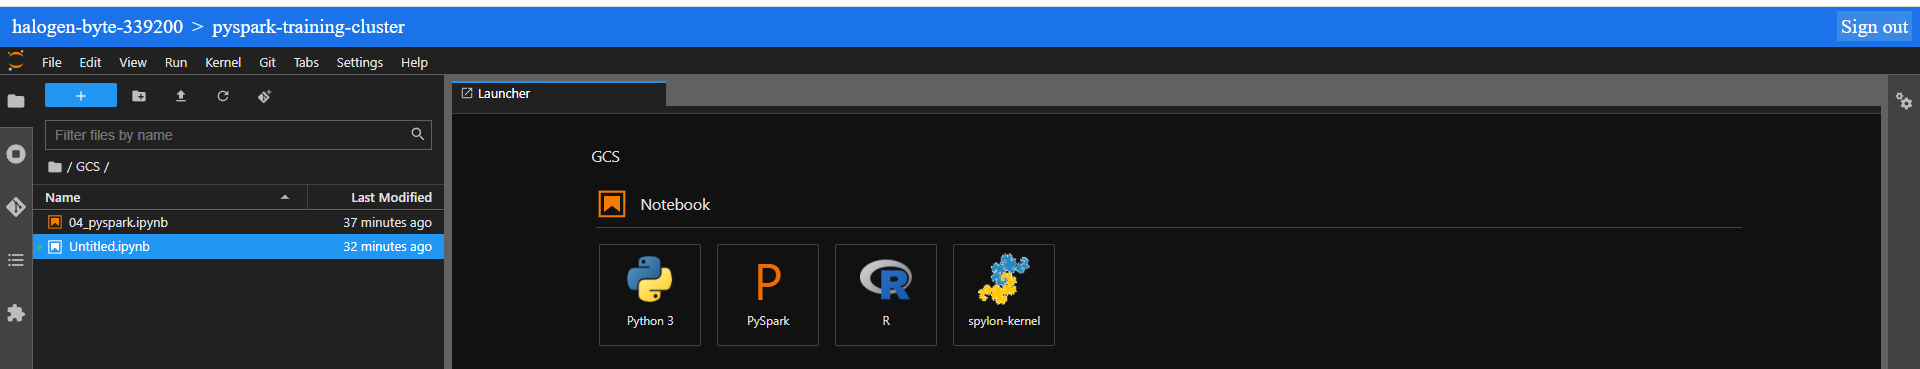 halogen-byte-339200 > pyspark-training-cluster
Sign out
File Edit View Run Kernel Git Tabs Settings Help
+
Filter files by name
/ GCS /
Name Last Modified
04_pyspark.ipynb 37 minutes ago
Untitled.ipynb 32 minutes ago
Launcher
GCS
Notebook
P
R
Python 3 PySpark R spylon-kernel